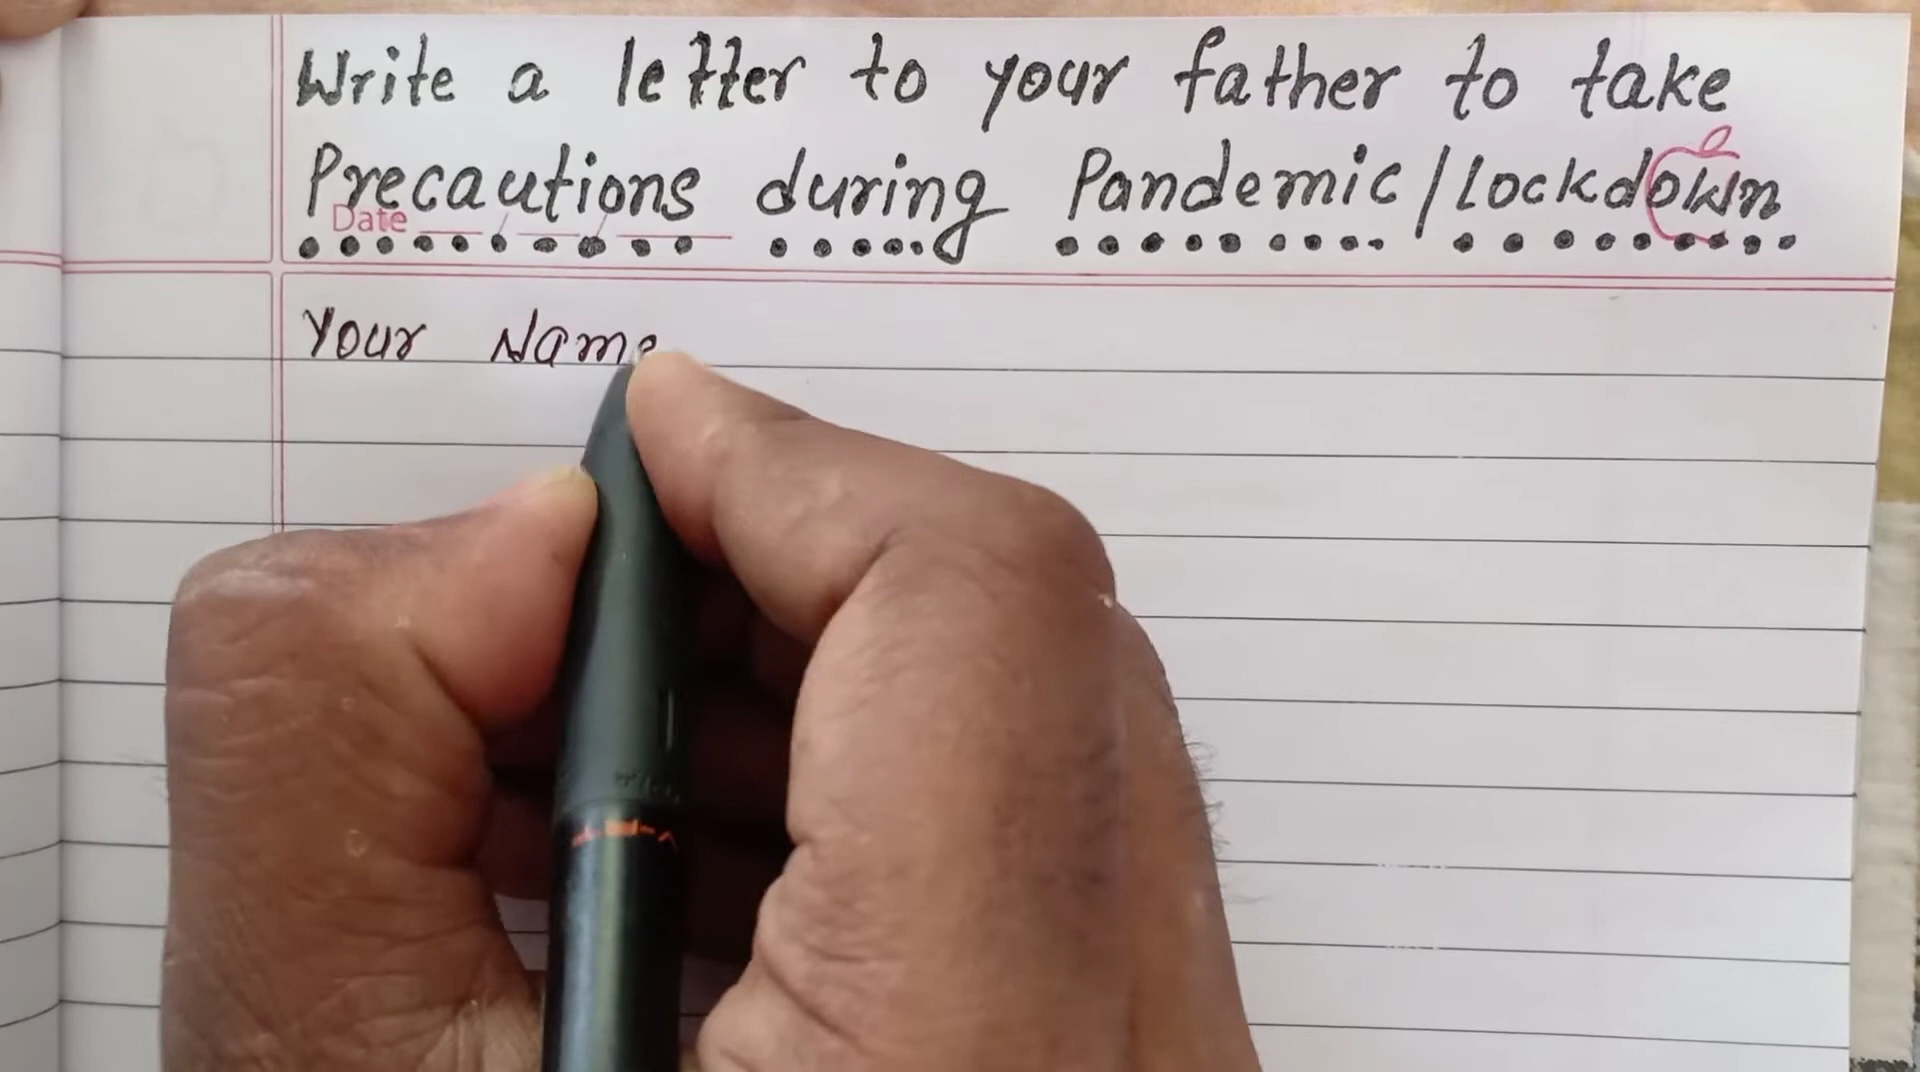 Write a letter to your father to take
Precautions during Pandemic/lockdown
Date
Your Name